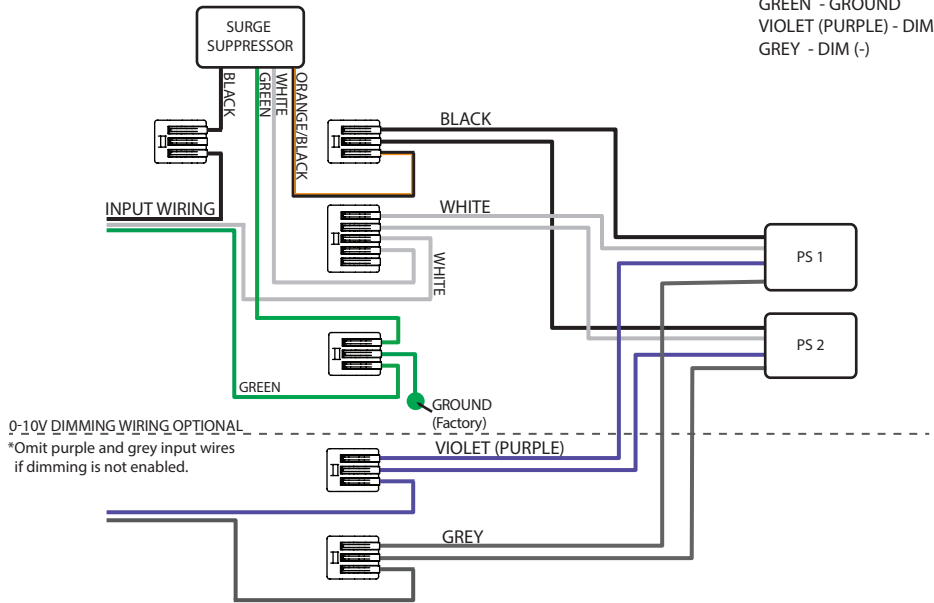 GREEN - GROUND
VIOLET (PURPLE) - DIM
GREY - DIM (-)
SURGE
SUPPRESSOR
BLACK
GREEN
WHITE
ORANGE/BLACK
BLACK
INPUT WIRING
WHITE
WHITE
PS 1
PS 2
GREEN
GROUND
(Factory)
0-10V DIMMING WIRING OPTIONAL
*Omit purple and grey input wires
if dimming is not enabled.
VIOLET (PURPLE)
GREY